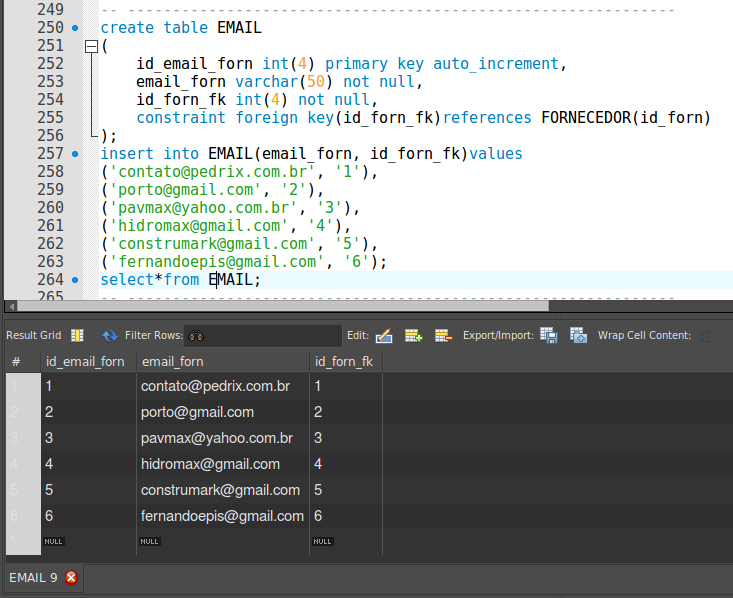 249 -- -------------------------------------------------------------
250 create table EMAIL
251 (
252 id_email_forn int(4) primary key auto_increment,
253 email_forn varchar(50) not null,
254 id_forn_fk int(4) not null,
255 constraint foreign key(id_forn_fk)references FORNECEDOR(id_forn)
256 );
257 insert into EMAIL(email_forn, id_forn_fk)values
258 ('contato@pedrix.com.br', '1'),
259 ('porto@gmail.com', '2'),
260 ('pavmax@yahoo.com.br', '3'),
261 ('hidromax@gmail.com', '4'),
262 ('construmark@gmail.com', '5'),
263 ('fernandoepis@gmail.com', '6');
264 select*from EMAIL;
265 -- -------------------------------------------------------------
Result Grid Filter Rows: Edit: Export/Import: Wrap Cell Content:
# id_email_forn email_forn id_forn_fk
1 1 contato@pedrix.com.br 1
2 2 porto@gmail.com 2
3 3 pavmax@yahoo.com.br 3
4 4 hidromax@gmail.com 4
5 5 construmark@gmail.com 5
6 6 fernandoepis@gmail.com 6
* NULL NULL NULL
EMAIL 9